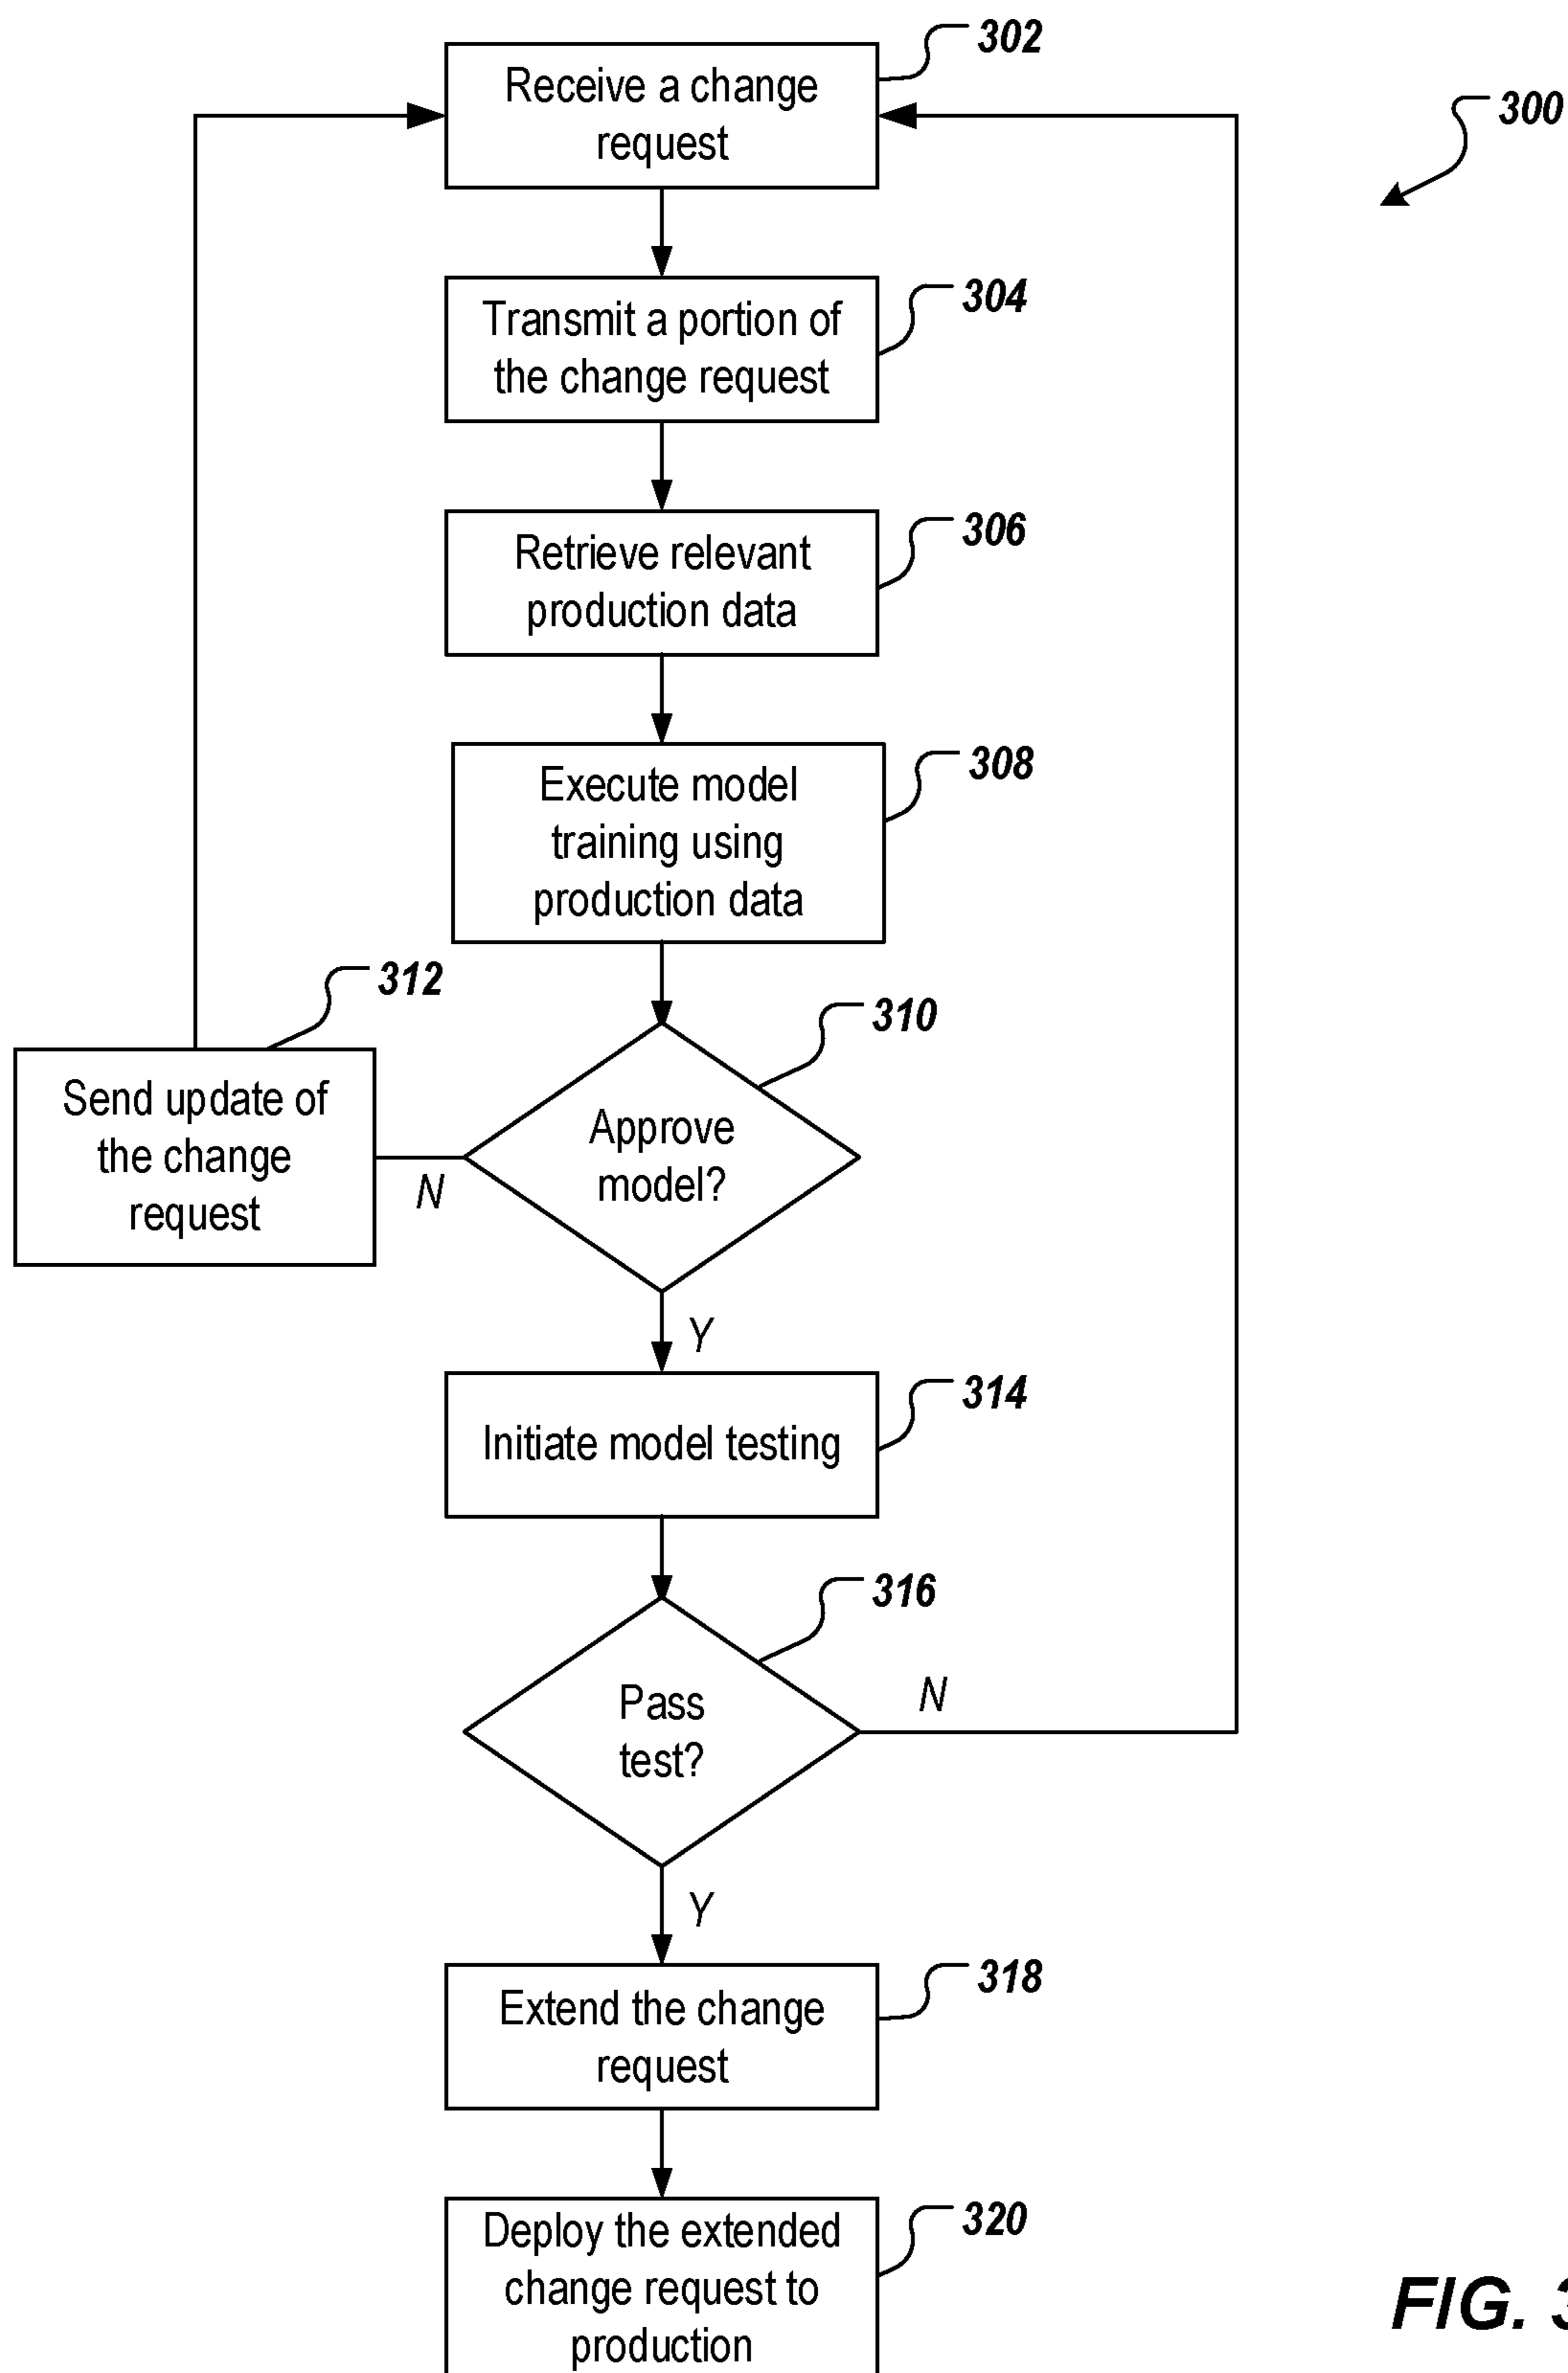 302
Receive a change
request
300
304
Transmit a portion of
the change request
306
Retrieve relevant
production data
308
Execute model
training using
production data
312
310
Send update of
the change
request
N
Approve
model?
Y
314
Initiate model testing
316
Pass
test?
N
Y
318
Extend the change
request
320
Deploy the extended
change request to
production
FIG. 3